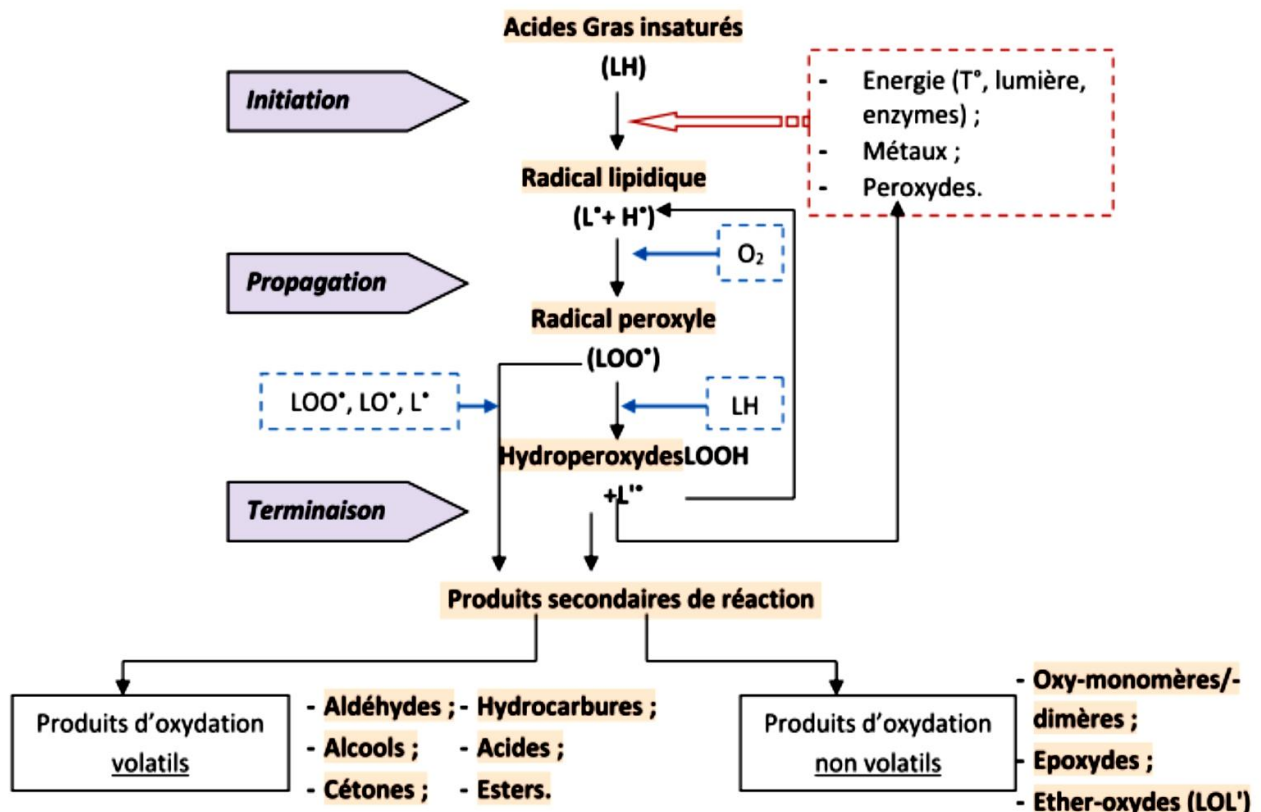 Acides Gras insaturés
(LH)
Initiation
- Energie (T°, lumière,
enzymes) ;
- Métaux ;
- Peroxydes.
Radical lipidique
(L°+ H°)
O₂
Propagation
Radical peroxyle
(LOO°)
LOO°, LO°, L°
LH
HydroperoxydesLOOH
+L'°
Terminaison
Produits secondaires de réaction
Produits d'oxydation
volatils
- Aldéhydes ; - Hydrocarbures ;
- Alcools ; - Acides ;
- Cétones ; - Esters.
Produits d'oxydation
non volatils
- Oxy-monomères/-
dimères ;
- Epoxydes ;
- Ether-oxydes (LOL')